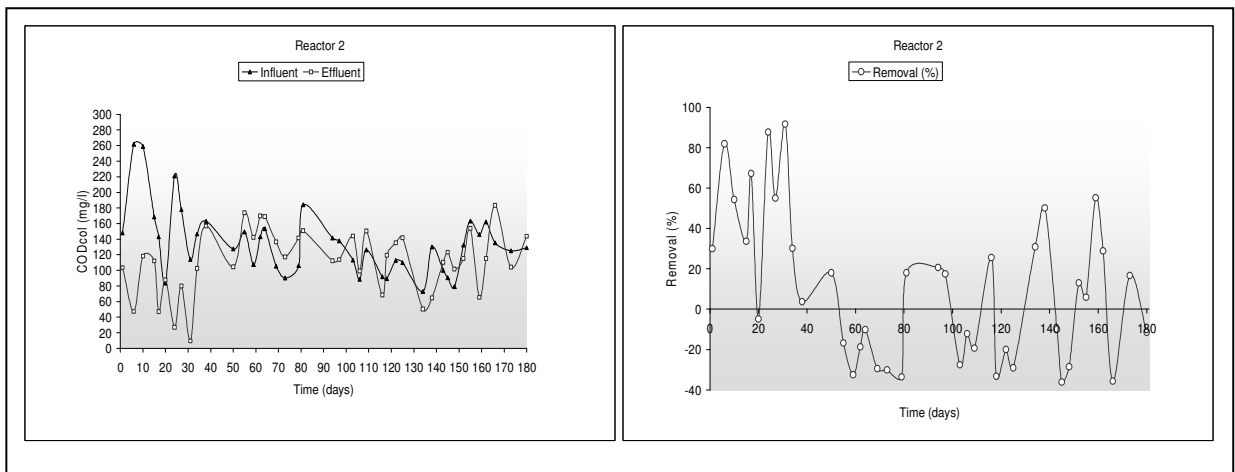 Reactor 2
Influent Effluent
300
280
260
240
220
200
180
160
140
120
100
80
60
40
20
0
CODcol (mg/l)
0 10 20 30 40 50 60 70 80 90 100 110 120 130 140 150 160 170 180
Time (days)
Reactor 2
Removal (%)
100
80
60
40
20
0
-20
-40
Removal (%)
0 20 40 60 80 100 120 140 160 180
Time (days)